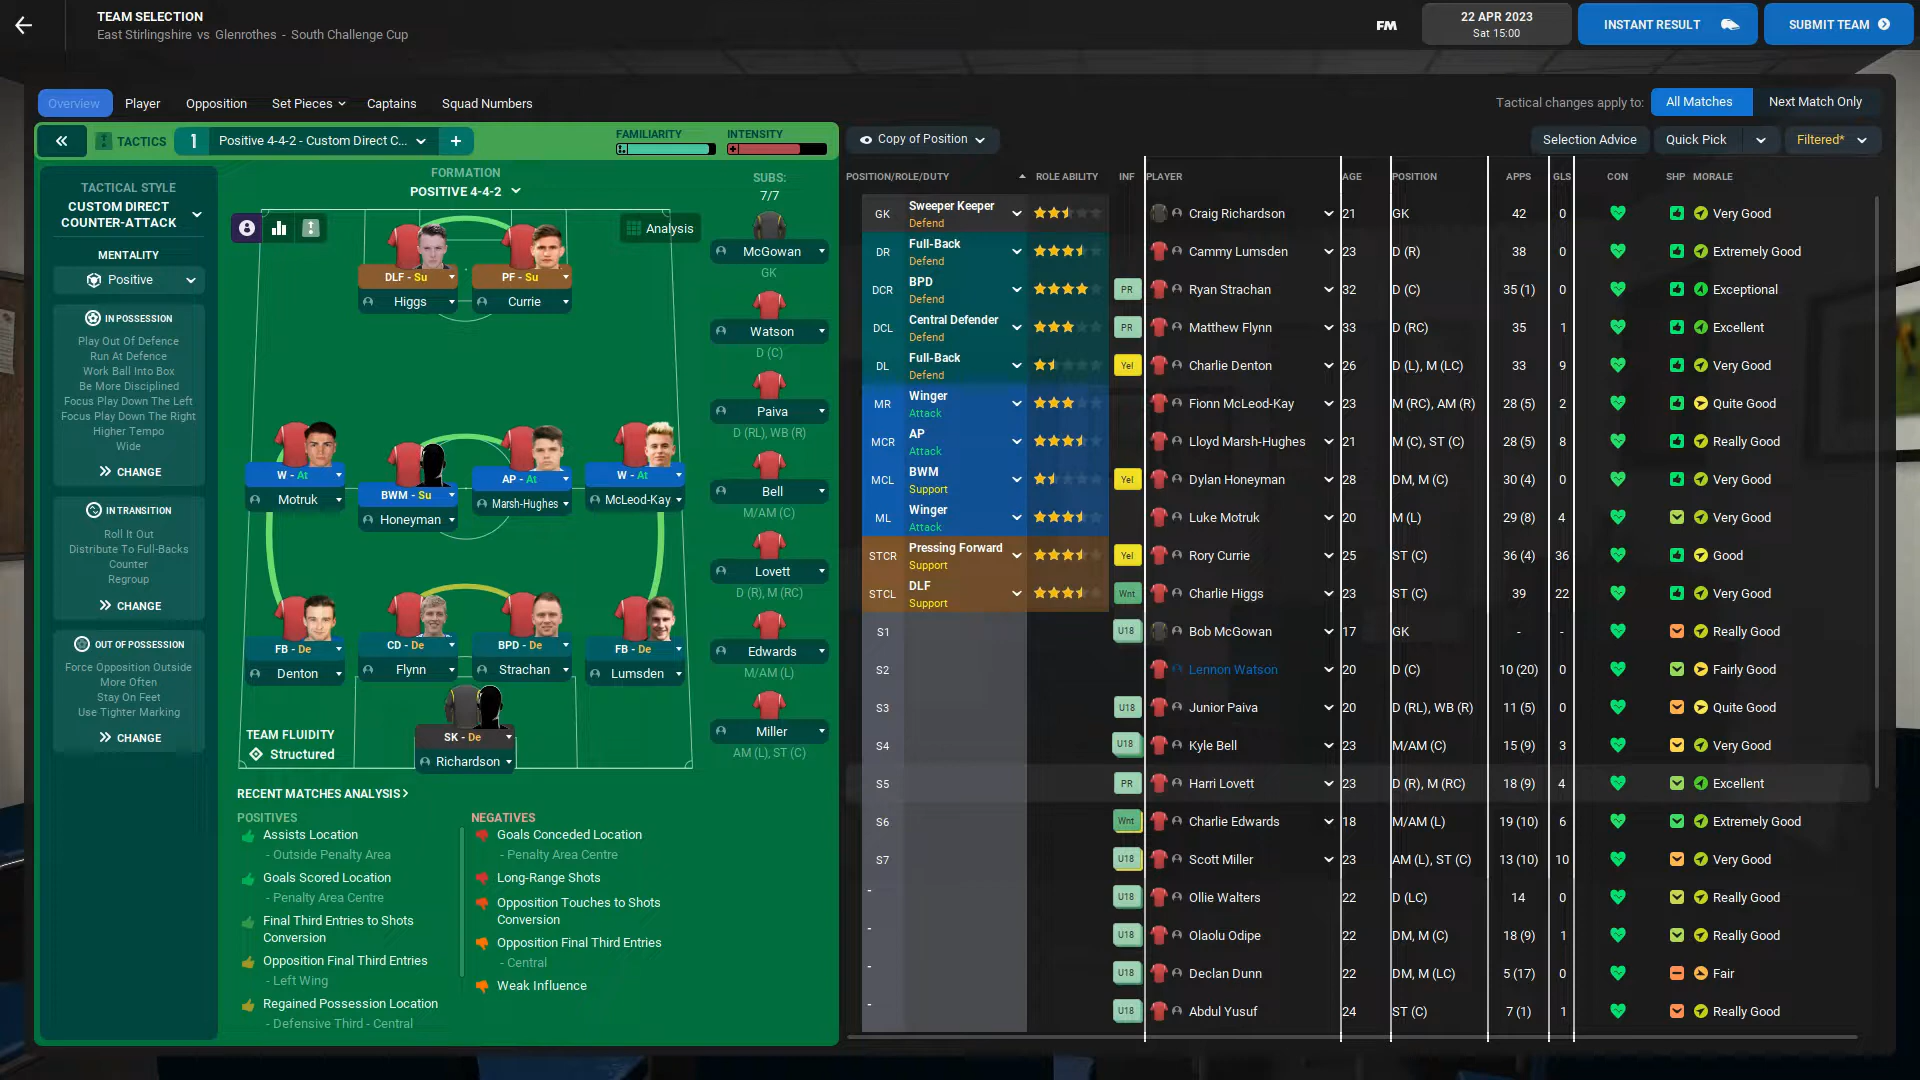 TEAM SELECTION
East Stirlingshire vs Glenrothes - South Challenge Cup
FM
22 APR 2023
Sat 15:00
INSTANT RESULT
SUBMIT TEAM
Overview
Player
Opposition
Set Pieces
Captains
Squad Numbers
Tactical changes apply to:
All Matches
Next Match Only
TACTICS
1
Positive 4-4-2 - Custom Direct C...
FAMILIARITY
INTENSITY
Copy of Position
Selection Advice
Quick Pick
Filtered*
TACTICAL STYLE
CUSTOM DIRECT
COUNTER-ATTACK
MENTALITY
Positive
IN POSSESSION
Play Out Of Defence
Run At Defence
Work Ball Into Box
Be More Disciplined
Focus Play Down The Left
Focus Play Down The Right
Higher Tempo
Wide
CHANGE
IN TRANSITION
Roll It Out
Distribute To Full-Backs
Counter
Regroup
CHANGE
OUT OF POSSESSION
Force Opposition Outside
More Often
Stay On Feet
Use Tighter Marking
CHANGE
FORMATION
POSITIVE 4-4-2
Analysis
DLF - Su
Higgs
PF - Su
Currie
W - At
Motruk
BWM - Su
Honeyman
AP - At
Marsh-Hughes
W - At
McLeod-Kay
FB - De
Denton
CD - De
Flynn
BPD - De
Strachan
FB - De
Lumsden
SK - De
Richardson
TEAM FLUIDITY
Structured
SUBS:
7/7
McGowan
GK
Watson
D (C)
Paiva
D (RL), WB (R)
Bell
M/AM (C)
Lovett
D (R), M (RC)
Edwards
M/AM (L)
Miller
AM (L), ST (C)
RECENT MATCHES ANALYSIS
POSITIVES
Assists Location
- Outside Penalty Area
Goals Scored Location
- Penalty Area Centre
Final Third Entries to Shots
Conversion
Opposition Final Third Entries
- Left Wing
Regained Possession Location
- Defensive Third - Central
NEGATIVES
Goals Conceded Location
- Penalty Area Centre
Long-Range Shots
Opposition Touches to Shots
Conversion
Opposition Final Third Entries
- Central
Weak Influence
POSITION/ROLE/DUTY ROLE ABILITY INF PLAYER AGE POSITION APPS GLS CON SHP MORALE
GK Sweeper Keeper Defend Craig Richardson 21 GK 42 0 Very Good
DR Full-Back Defend Cammy Lumsden 23 D (R) 38 0 Extremely Good
DCR BPD Defend PR Ryan Strachan 32 D (C) 35 (1) 0 Exceptional
DCL Central Defender Defend PR Matthew Flynn 33 D (RC) 35 1 Excellent
DL Full-Back Defend Yel Charlie Denton 26 D (L), M (LC) 33 9 Very Good
MR Winger Attack Fionn McLeod-Kay 23 M (RC), AM (R) 28 (5) 2 Quite Good
MCR AP Attack Lloyd Marsh-Hughes 21 M (C), ST (C) 28 (5) 8 Really Good
MCL BWM Support Yel Dylan Honeyman 28 DM, M (C) 30 (4) 0 Very Good
ML Winger Attack Luke Motruk 20 M (L) 29 (8) 4 Very Good
STCR Pressing Forward Support Yel Rory Currie 25 ST (C) 36 (4) 36 Good
STCL DLF Support Wnt Charlie Higgs 23 ST (C) 39 22 Very Good
S1 U18 Bob McGowan 17 GK - - Really Good
S2 Lennon Watson 20 D (C) 10 (20) 0 Fairly Good
S3 U18 Junior Paiva 20 D (RL), WB (R) 11 (5) 0 Quite Good
S4 U18 Kyle Bell 23 M/AM (C) 15 (9) 3 Very Good
S5 PR Harri Lovett 23 D (R), M (RC) 18 (9) 4 Excellent
S6 Wnt Charlie Edwards 18 M/AM (L) 19 (10) 6 Extremely Good
S7 U18 Scott Miller 23 AM (L), ST (C) 13 (10) 10 Very Good
- U18 Ollie Walters 22 D (LC) 14 0 Really Good
- U18 Olaolu Odipe 22 DM, M (C) 18 (9) 1 Really Good
- U18 Declan Dunn 22 DM, M (LC) 5 (17) 0 Fair
- U18 Abdul Yusuf 24 ST (C) 7 (1) 1 Really Good